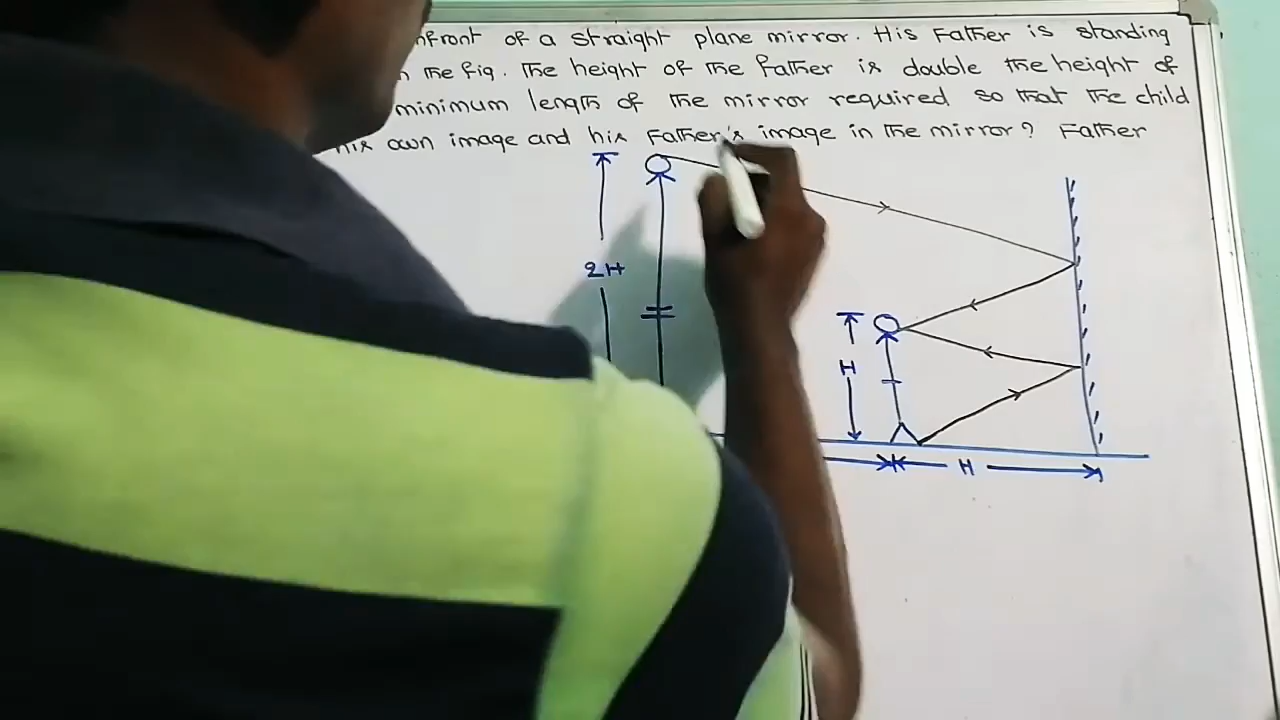 front of a straight plane mirror. His Father is standing
the fig. The height of the father is double the height of
minimum length of the mirror required so that the child
his own image and his Father's image in the mirror? Father
2H
H
H